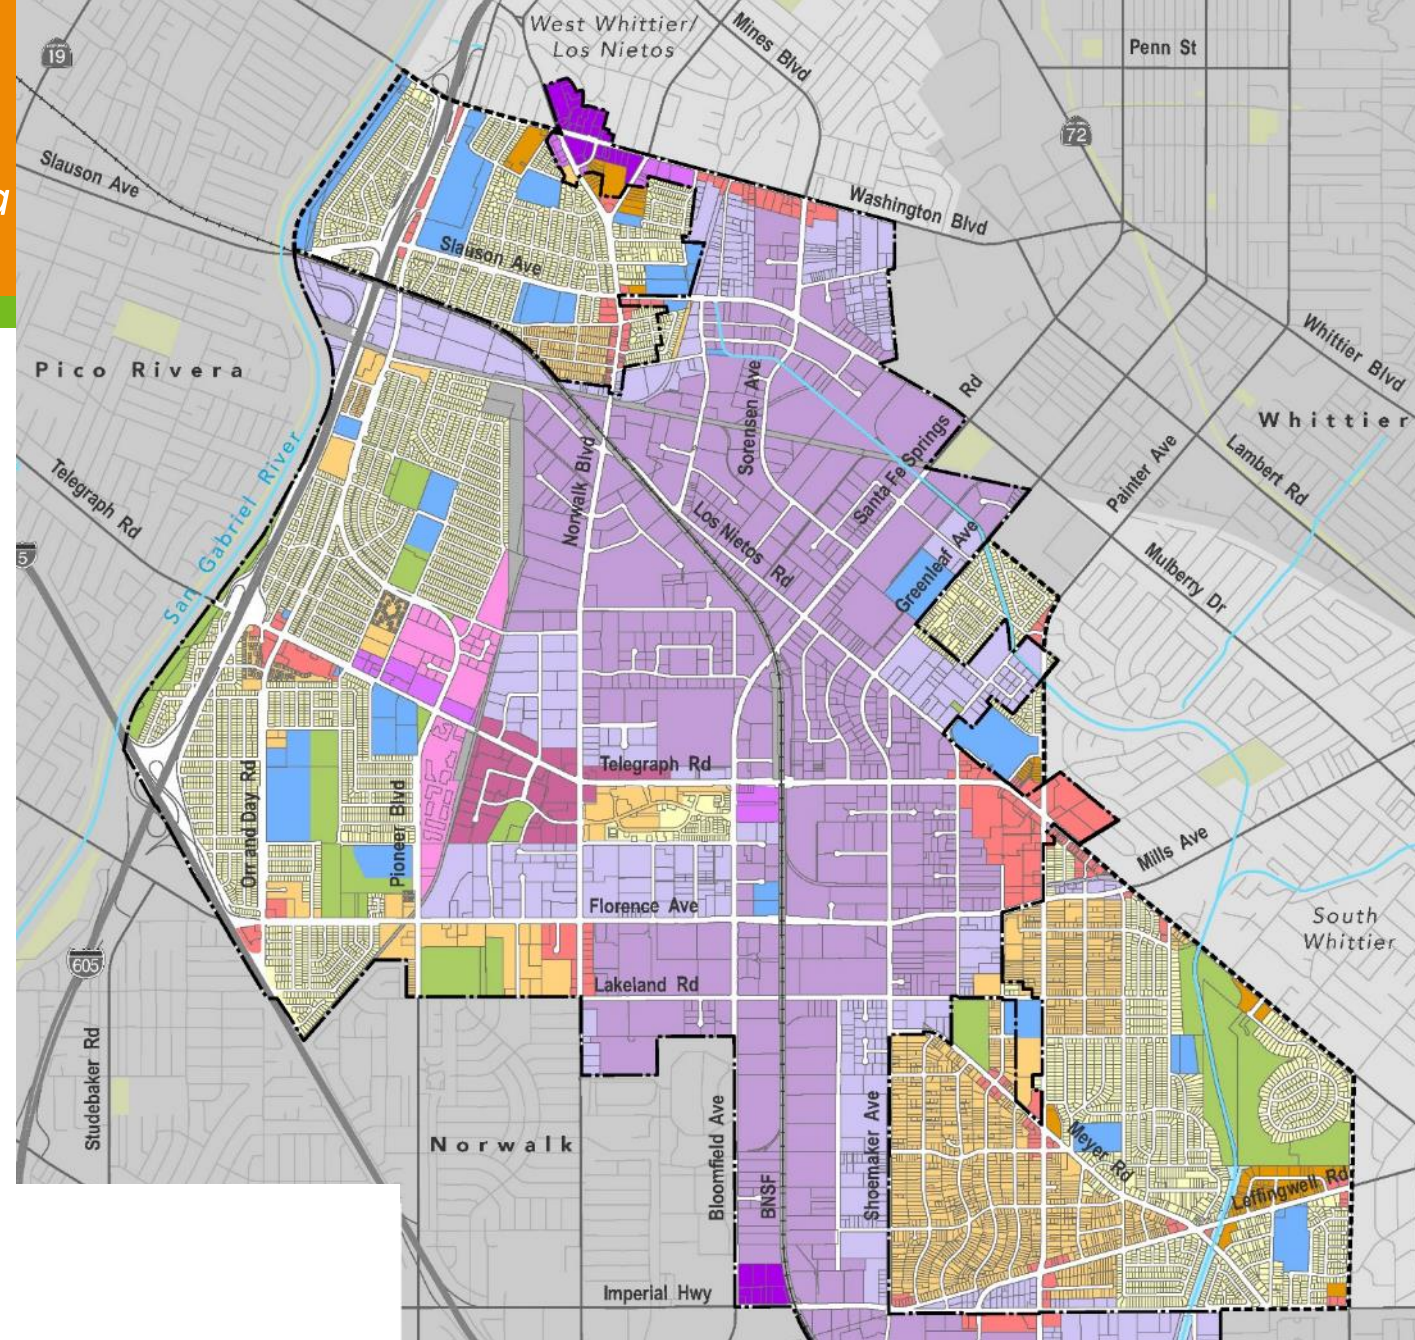 West Whittier/
Los Nietos
Mines Blvd
Penn St
19
72
Slauson Ave
a
Washington Blvd
Slauson Ave
Pico Rivera
Whittier Blvd
Whittier
Sorensen Ave
Santa Fe Springs
Rd
Painter Ave
Lambert Rd
Telegraph Rd
San Gabriel River
Norwalk Blvd
Los Nietos Rd
Greenleaf Ave
Mulberry Dr
5
Telegraph Rd
Orr and Day Rd
Pioneer Blvd
Mills Ave
Florence Ave
South
Whittier
605
Lakeland Rd
Studebaker Rd
Norwalk
Bloomfield Ave
BNSF
Shoemaker Ave
Meyer Rd
Leffingwell Rd
Imperial Hwy